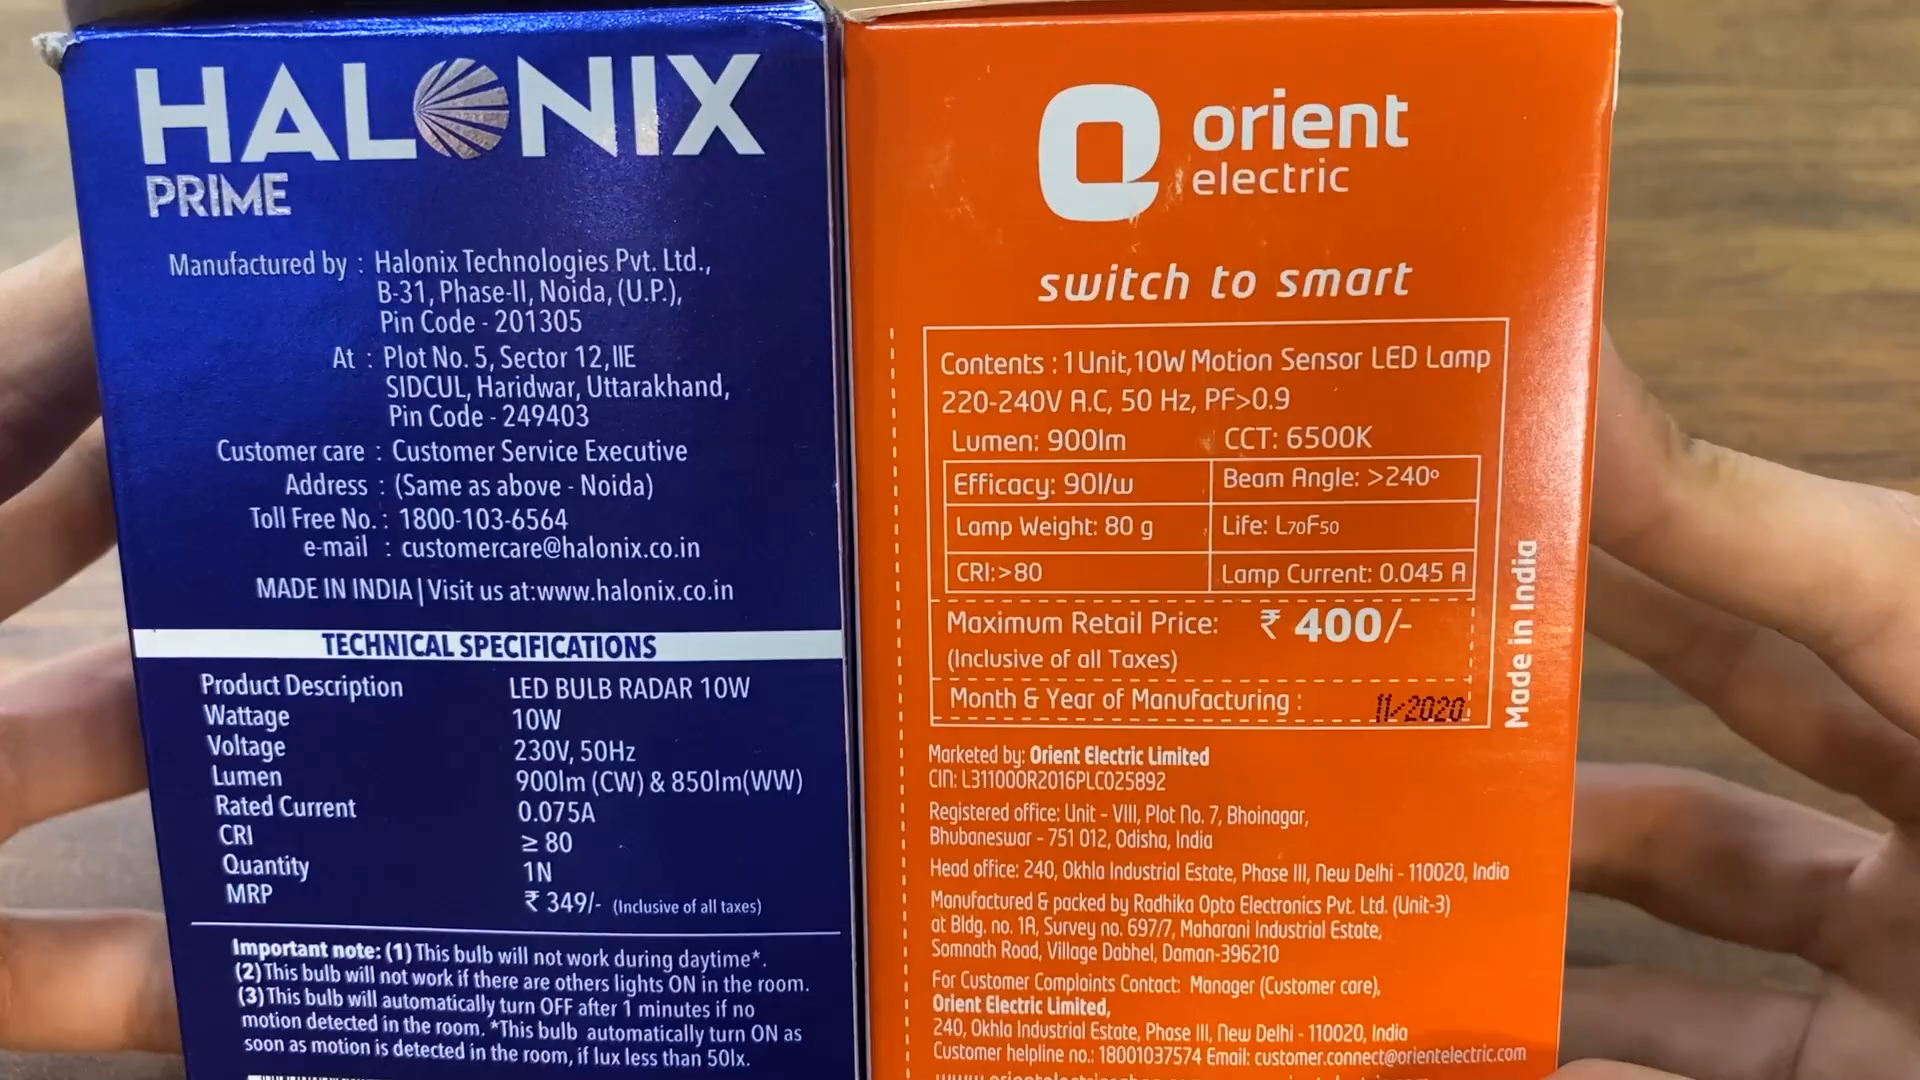 HALONIX
PRIME
Manufactured by : Halonix Technologies Pvt. Ltd.,
B-31, Phase-II, Noida, (U.P.),
Pin Code - 201305
At : Plot No. 5, Sector 12, IIE
SIDCUL, Haridwar, Uttarakhand,
Pin Code - 249403
Customer care : Customer Service Executive
Address : (Same as above - Noida)
Toll Free No. : 1800-103-6564
e-mail : customercare@halonix.co.in
MADE IN INDIA | Visit us at:www.halonix.co.in
TECHNICAL SPECIFICATIONS
Product Description LED BULB RADAR 10W
Wattage 10W
Voltage 230V, 50Hz
Lumen 900lm (CW) & 850lm(WW)
Rated Current 0.075A
CRI ≥ 80
Quantity 1N
MRP ₹ 349/- (Inclusive of all taxes)
Important note: (1) This bulb will not work during daytime*.
(2) This bulb will not work if there are others lights ON in the room.
(3) This bulb will automatically turn OFF after 1 minutes if no
motion detected in the room. *This bulb automatically turn ON as
soon as motion is detected in the room, if lux less than 50lx.
orient
electric
switch to smart
Contents : 1 Unit, 10W Motion Sensor LED Lamp
220-240V A.C, 50 Hz, PF>0.9
Lumen: 900lm CCT: 6500K
Efficacy: 90l/w Beam Angle: >240°
Lamp Weight: 80 g Life: L70F50
CRI:>80 Lamp Current: 0.045 A
Maximum Retail Price: ₹ 400/-
(Inclusive of all Taxes)
Month & Year of Manufacturing : 11/2020
Made in India
Marketed by: Orient Electric Limited
CIN: L311000R2016PLC025892
Registered office: Unit - VIII, Plot No. 7, Bhoinagar,
Bhubaneswar - 751 012, Odisha, India
Head office: 240, Okhla Industrial Estate, Phase III, New Delhi - 110020, India
Manufactured & packed by Radhika Opto Electronics Pvt. Ltd. (Unit-3)
at Bldg. no. 1A, Survey no. 697/7, Maharani Industrial Estate,
Somnath Road, Village Dabhel, Daman-396210
For Customer Complaints Contact: Manager (Customer care),
Orient Electric Limited,
240, Okhla Industrial Estate, Phase III, New Delhi - 110020, India
Customer helpline no.: 18001037574 Email: customer.connect@orientelectric.com